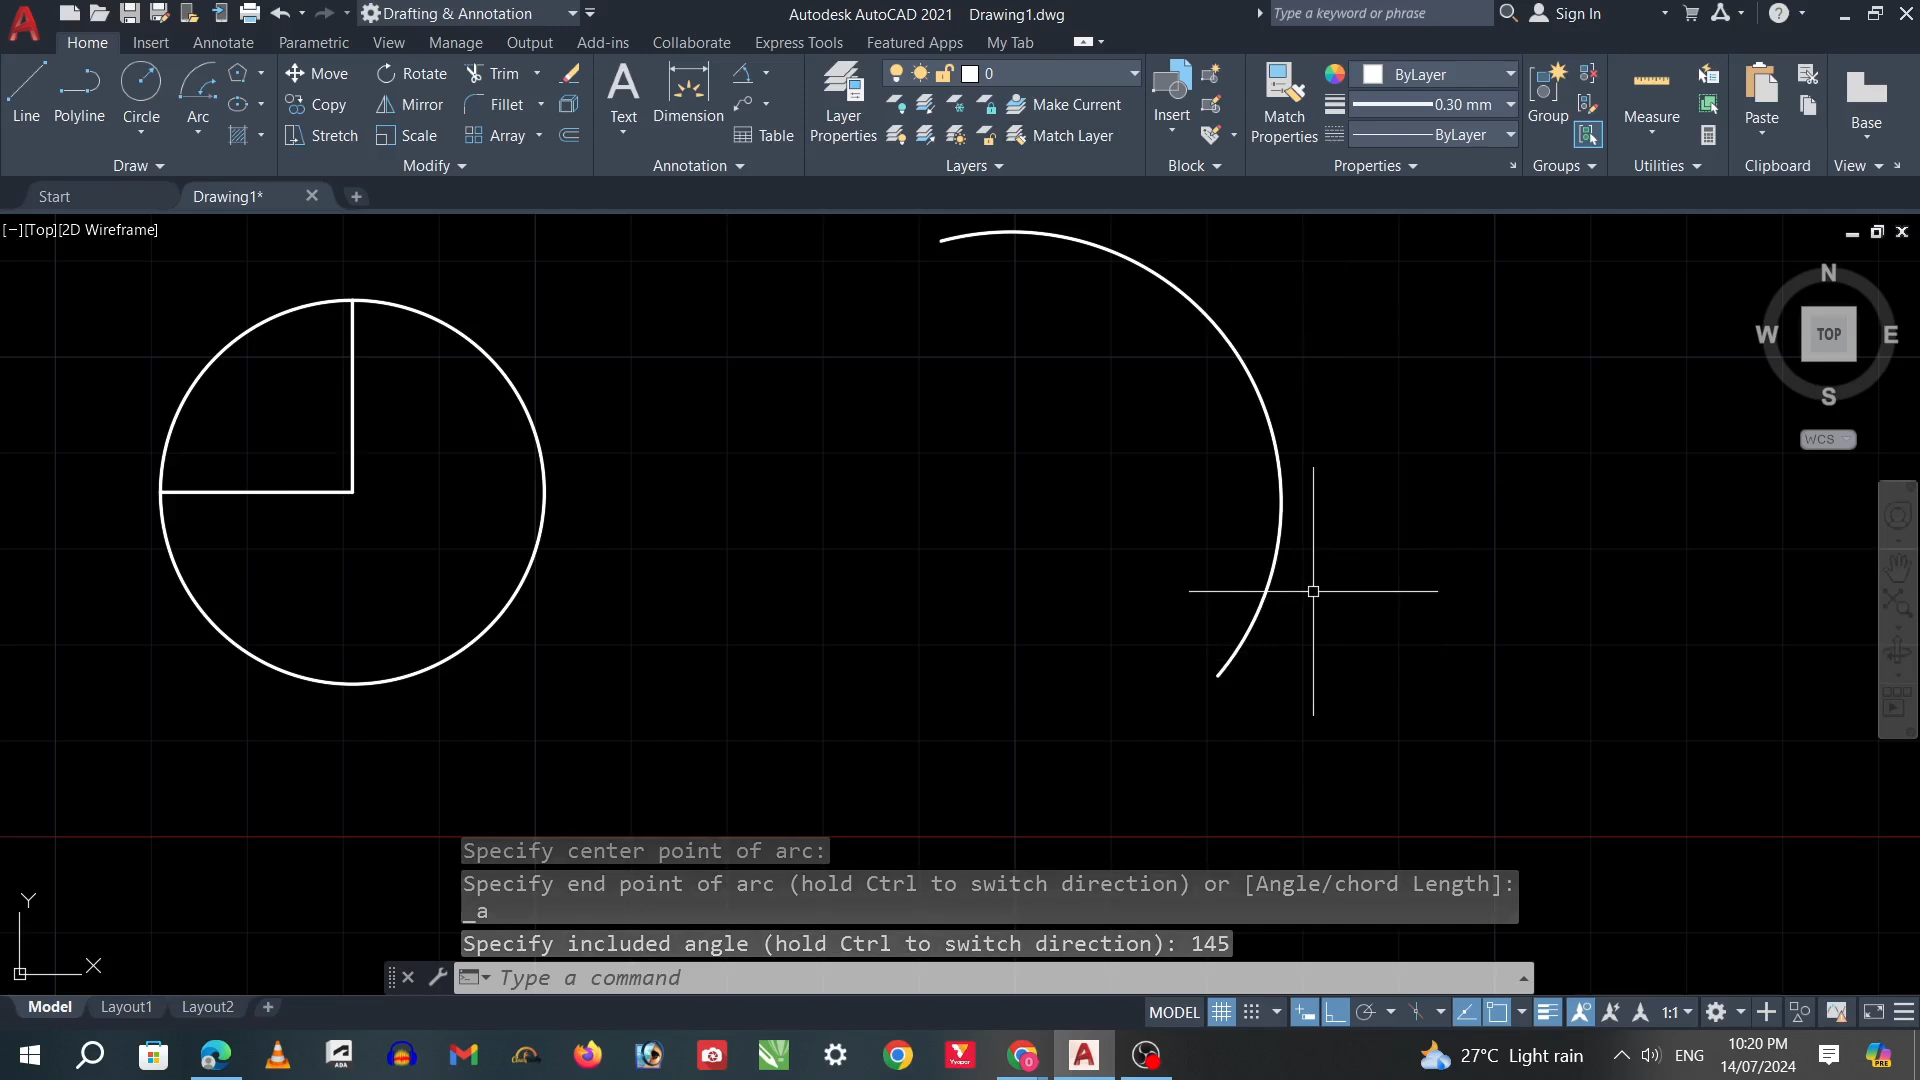 Drafting & Annotation
Autodesk AutoCAD 2021 Drawing1.dwg
Type a keyword or phrase
Sign In
Home Insert Annotate Parametric View Manage Output Add-ins Collaborate Express Tools Featured Apps My Tab
Line Polyline Circle Arc
Move Rotate Trim
Copy Mirror Fillet
Stretch Scale Array
Text Dimension Table
Layer Properties
0
Make Current
Match Layer
Insert
Match Properties
ByLayer
0.30 mm
ByLayer
Group
Measure
Paste
Base
Draw Modify Annotation Layers Block Properties Groups Utilities Clipboard View
Start Drawing1*
[−][Top][2D Wireframe]
N
W TOP E
S
WCS
Specify center point of arc:
Specify end point of arc (hold Ctrl to switch direction) or [Angle/chord Length]:
_a
Specify included angle (hold Ctrl to switch direction): 145
Type a command
Y
X
Model Layout1 Layout2
MODEL 1:1
27°C Light rain
ENG
10:20 PM
14/07/2024